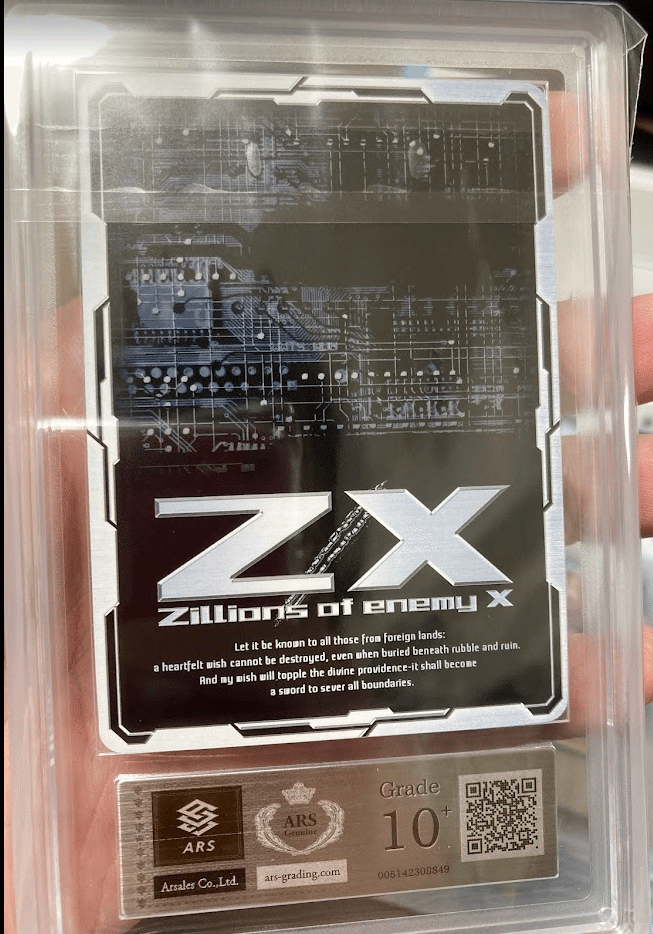 ZX
Zillions of enemy X
Let it be known to all those from foreign lands:
a heartfelt wish cannot be destroyed, even when buried beneath rubble and ruin.
And my wish will topple the divine providence-it shall become
a sword to sever all boundaries.
ARS
Arsales Co.,Ltd.
ARS
Genuine
ars-grading.com
Grade
10+
005142308849